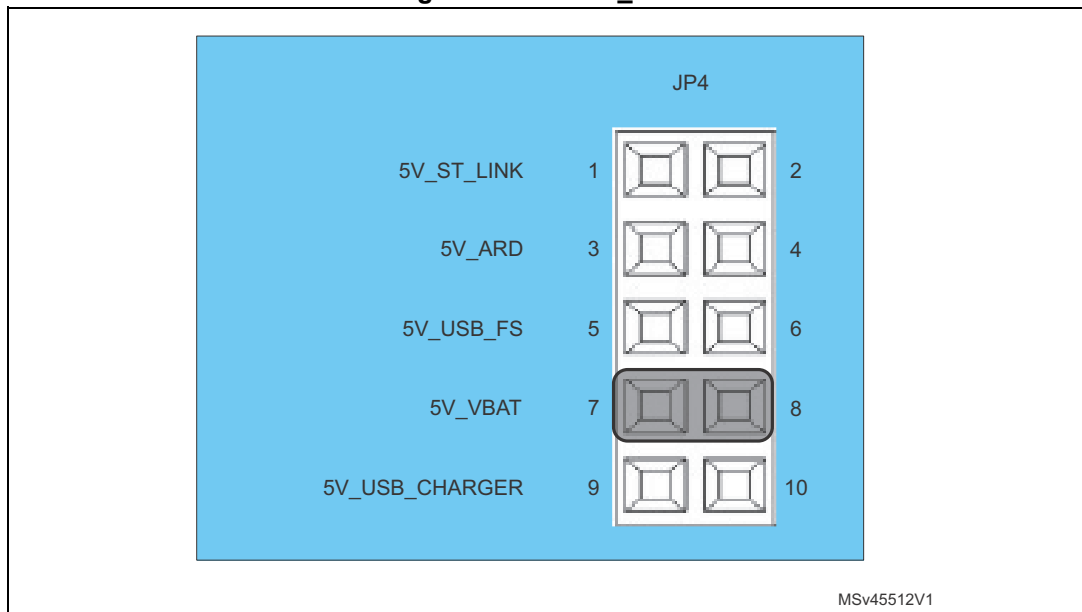 JP4
5V_ST_LINK 1 2
5V_ARD 3 4
5V_USB_FS 5 6
5V_VBAT 7 8
5V_USB_CHARGER 9 10
MSv45512V1